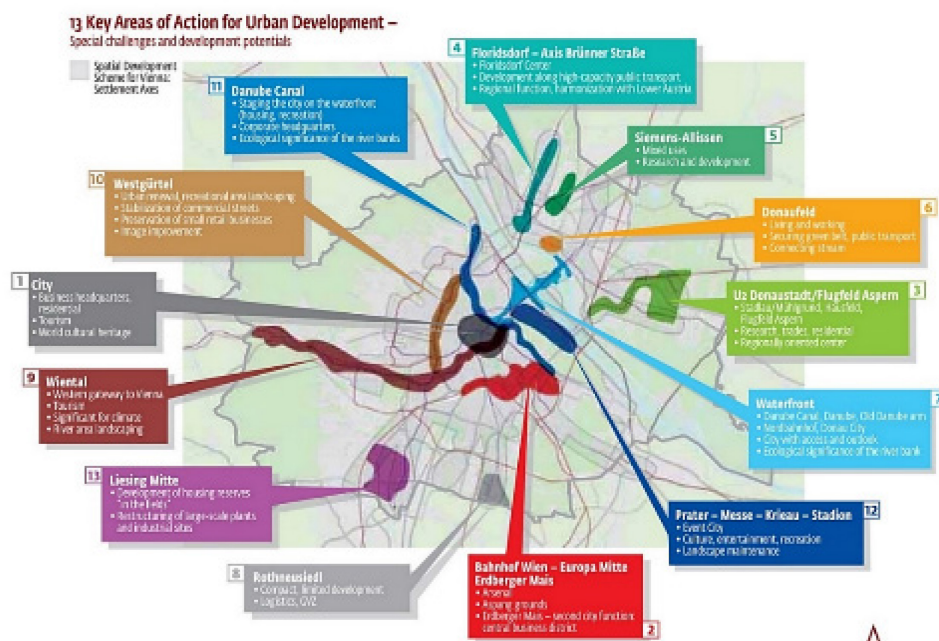 13 Key Areas of Action for Urban Development –
Special challenges and development potentials
Spatial Development
Scheme for Vienna:
Settlement Axes
4
Floridsdorf – Axis Brünner Straße
• Floridsdorf Center
• Development along high-capacity public transport
• Regional function, harmonization with Lower Austria
11
Danube Canal
• Staging the city on the waterfront
(housing, recreation)
• Corporate headquarters
• Ecological significance of the river banks
Siemens-Allissen
5
• Mixed uses
• Research and development
10
Westgürtel
• Urban renewal, recreational area landscaping
• Stabilization of commercial streets
• Preservation of small retail businesses
• Image improvement
Donaufeld
6
• Living and working
• Securing green belt, public transport
• Connecting stream
1
City
• Business headquarters,
residential
• Tourism
• World cultural heritage
U2 Donaustadt/Flugfeld Aspern
3
• Stadlau/Mühlgrund, Hausfeld,
Flugfeld Aspern
• Research, trades, residential
• Regionally oriented center
9
Wiental
• Western gateway to Vienna
• Tourism
• Significant for climate
• River area landscaping
Waterfront
7
• Danube Canal, Danube, Old Danube arm
• Nordbahnhof, Donau City
• City with access and outlook
• Ecological significance of the river bank
13
Liesing Mitte
• Development of housing reserves
"in the fields"
• Restructuring of large-scale plants
and industrial sites
Prater – Messe – Krieau – Stadion
12
• Event City
• Culture, entertainment, recreation
• Landscape maintenance
8
Rothneusiedl
• Compact, limited development
• Logistics, GVZ
Bahnhof Wien – Europa Mitte
Erdberger Mais
• Arsenal
• Aspang grounds
• Erdberger Mais – second city function:
central business district
2